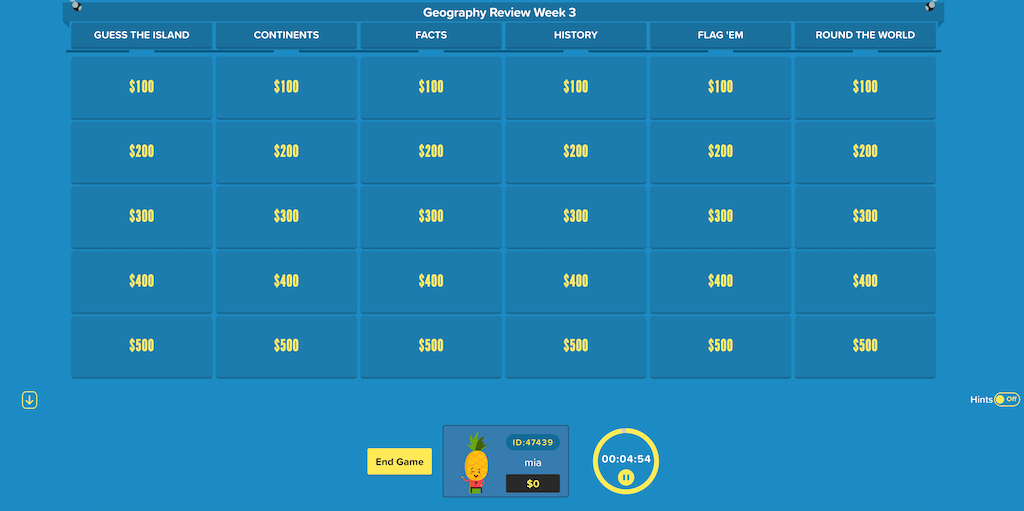 Geography Review Week 3
GUESS THE ISLAND CONTINENTS FACTS HISTORY FLAG 'EM ROUND THE WORLD
$100 $100 $100 $100 $100 $100
$200 $200 $200 $200 $200 $200
$300 $300 $300 $300 $300 $300
$400 $400 $400 $400 $400 $400
$500 $500 $500 $500 $500 $500
Hints Off
End Game
ID:47439
mia
$0
00:04:54